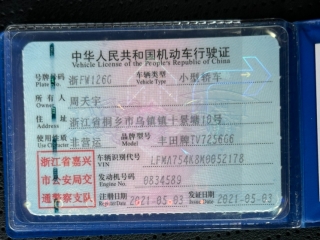 中华人民共和国机动车行驶证
Vehicle License of the People's Republic of China
号牌号码 Plate No. 浙FW126G 车辆类型 Vehicle Type 小型轿车
所有人 Owner 周天宇
住址 Address 浙江省桐乡市乌镇镇十景塘10号
使用性质 Use Character 非营运 品牌型号 Model 丰田牌TV7256G6
浙江省嘉兴
市公安局交
通警察支队
车辆识别代号 VIN LFMA7S4K8K0052178
发动机号码 Engine No. 0834589
注册日期 Register Date 2021-05-03 发证日期 Issue Date 2021-05-03